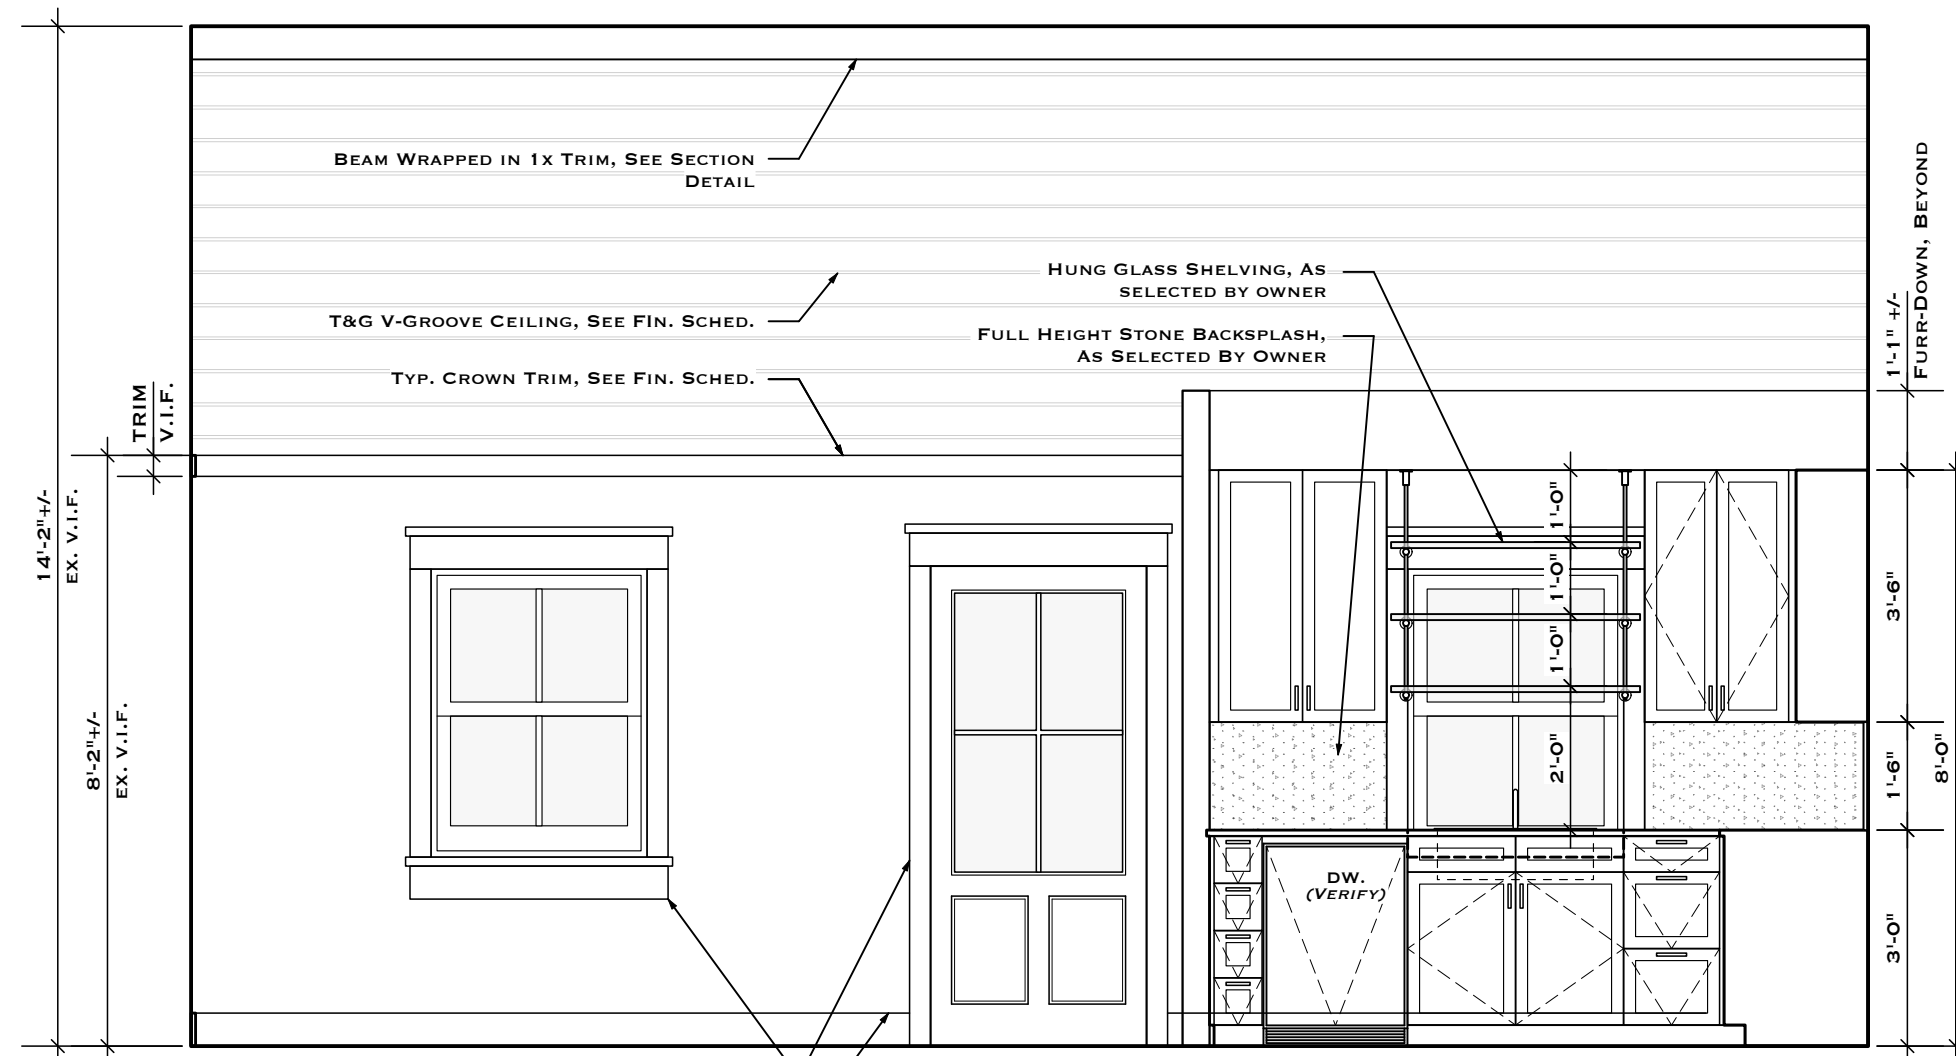 Beam Wrapped in 1x Trim, See Section
Detail
Hung Glass Shelving, As
selected by owner
T&G V-Groove Ceiling, See Fin. Sched.
Full Height Stone Backsplash,
As Selected By Owner
Typ. Crown Trim, See Fin. Sched.
Trim
V.I.F.
14'-2"+/-
Ex. V.I.F.
8'-2"+/-
Ex. V.I.F.
1'-0"
1'-0"
1'-0"
2'-0"
DW.
(Verify)
1'-1" +/-
Furr-Down, Beyond
3'-6"
1'-6"
3'-0"
8'-0"